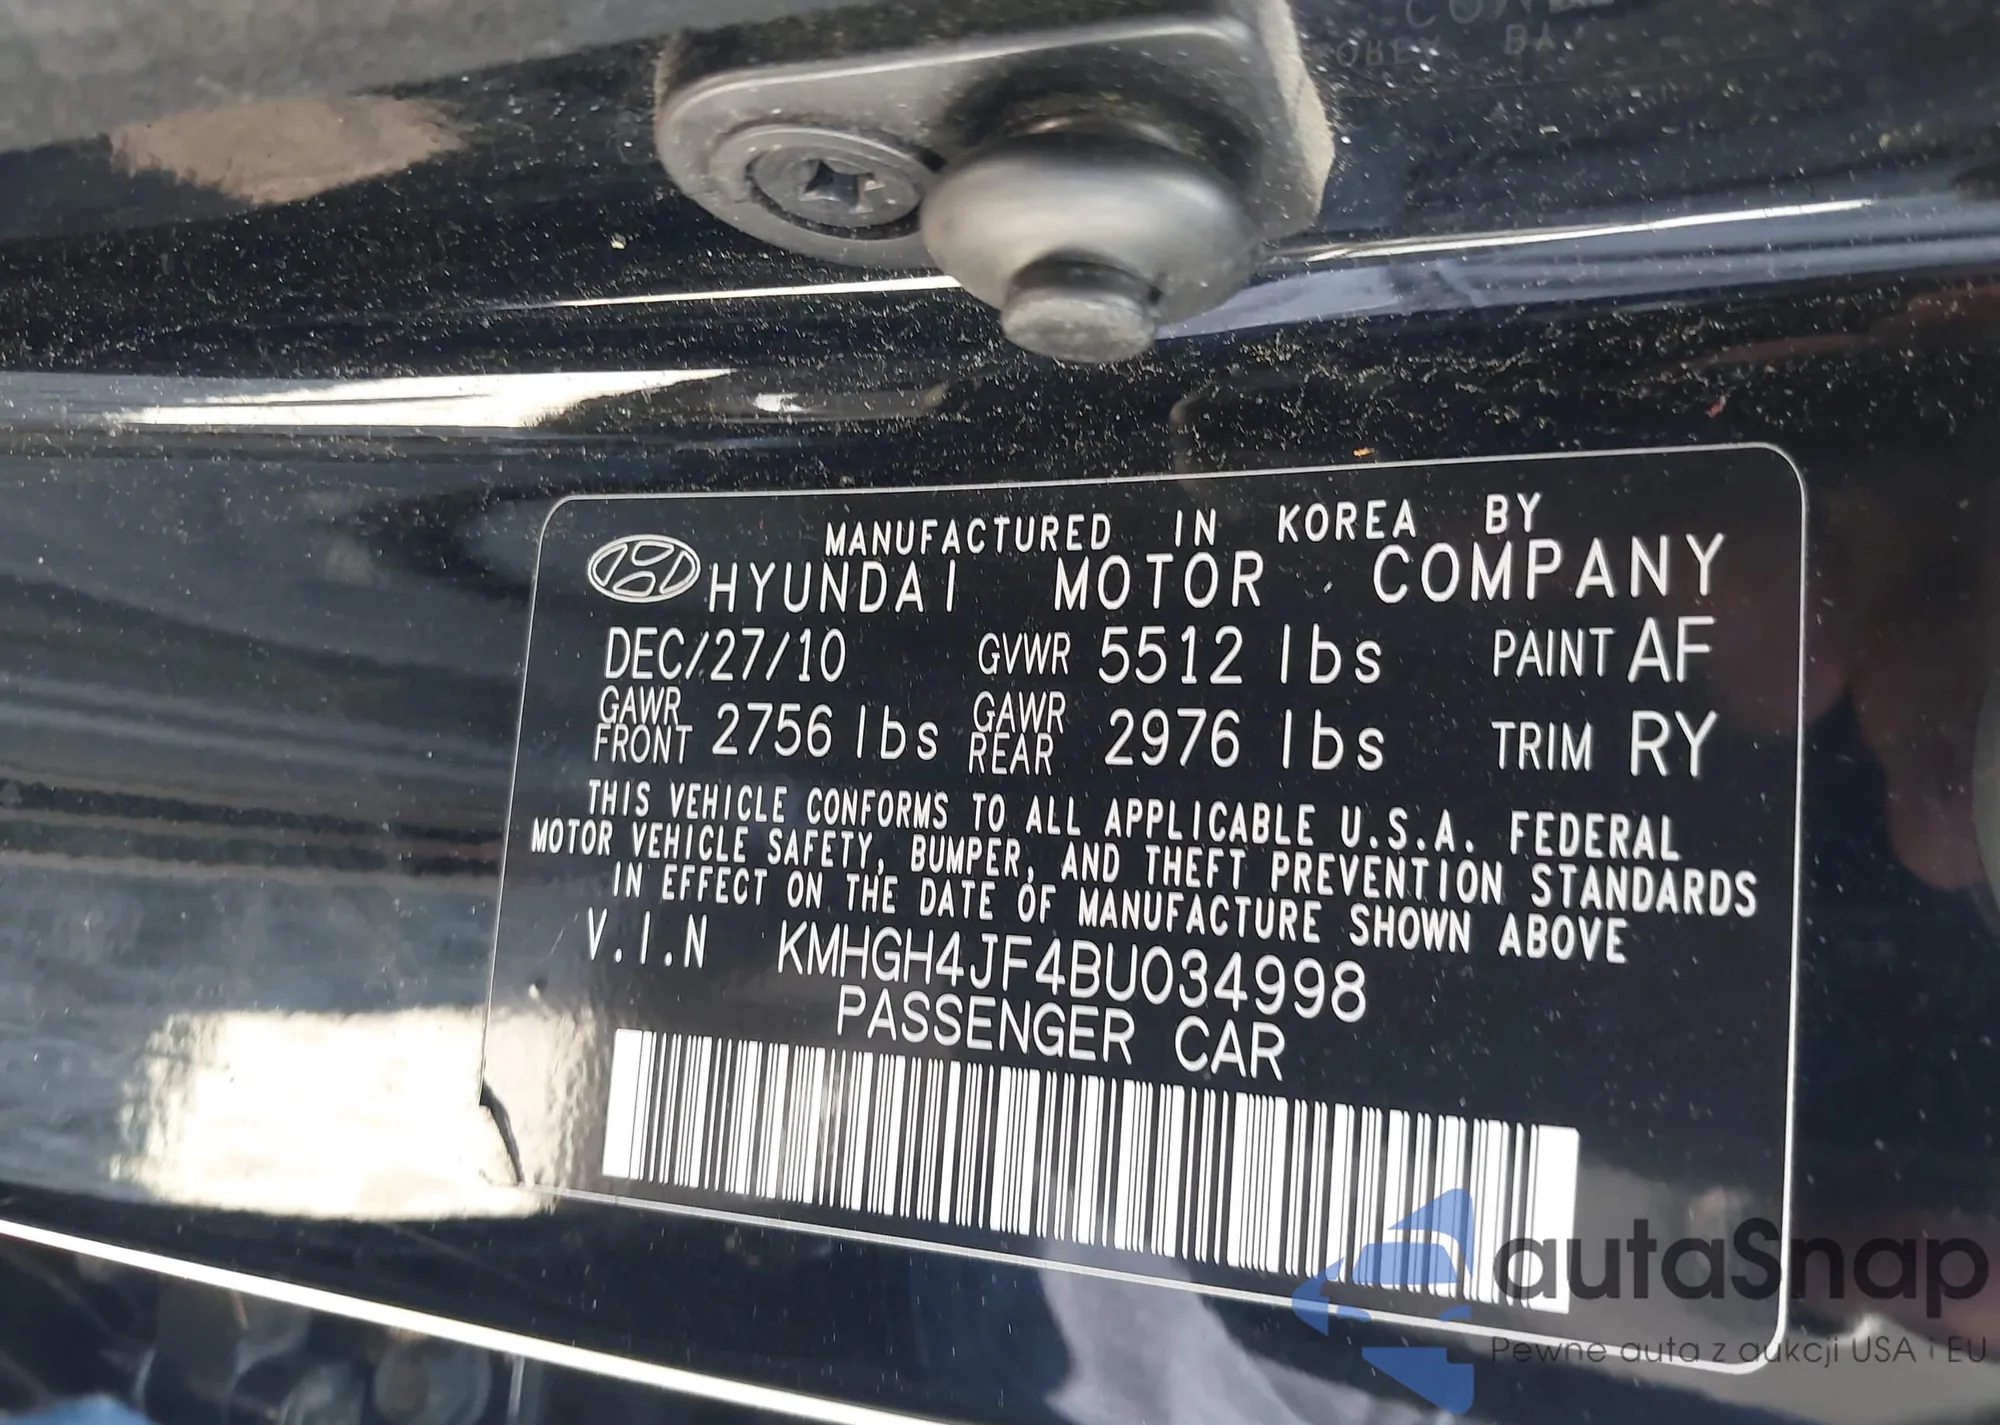 MANUFACTURED IN KOREA BY
HYUNDAI MOTOR COMPANY
DEC/27/10 GVWR 5512 lbs PAINT AF
GAWR FRONT 2756 lbs GAWR REAR 2976 lbs TRIM RY
THIS VEHICLE CONFORMS TO ALL APPLICABLE U.S.A. FEDERAL
MOTOR VEHICLE SAFETY, BUMPER, AND THEFT PREVENTION STANDARDS
IN EFFECT ON THE DATE OF MANUFACTURE SHOWN ABOVE
V.I.N KMHGH4JF4BU034998
PASSENGER CAR
autaSnap
Pewne auta z aukcji USA i EU